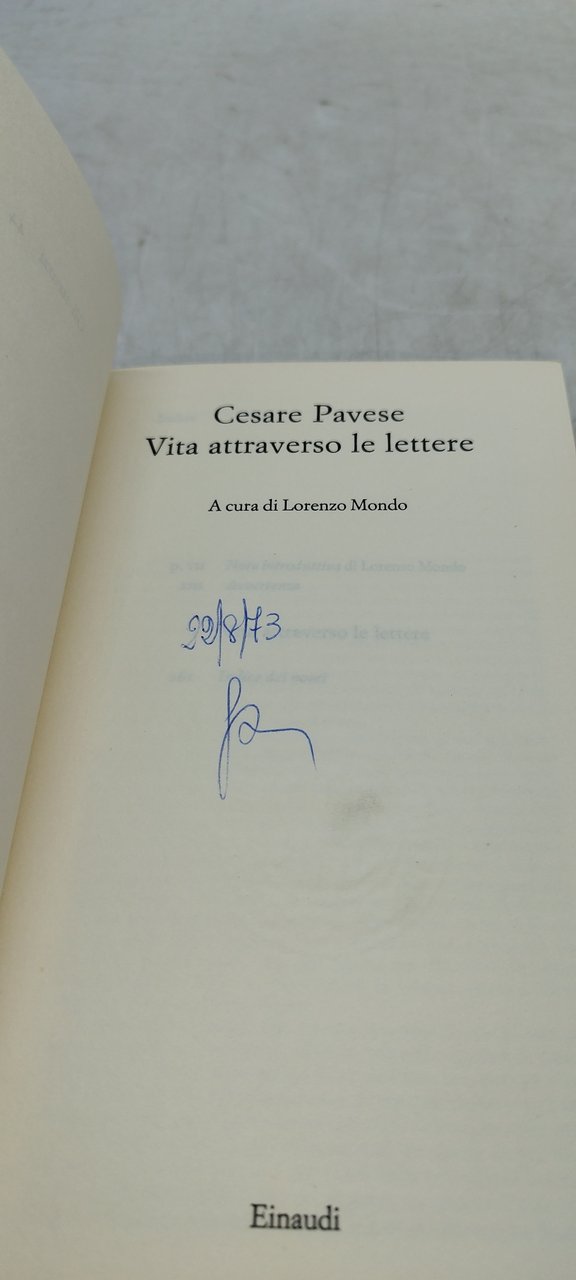 Cesare Pavese
Vita attraverso le lettere
A cura di Lorenzo Mondo
22/8/73
Einaudi